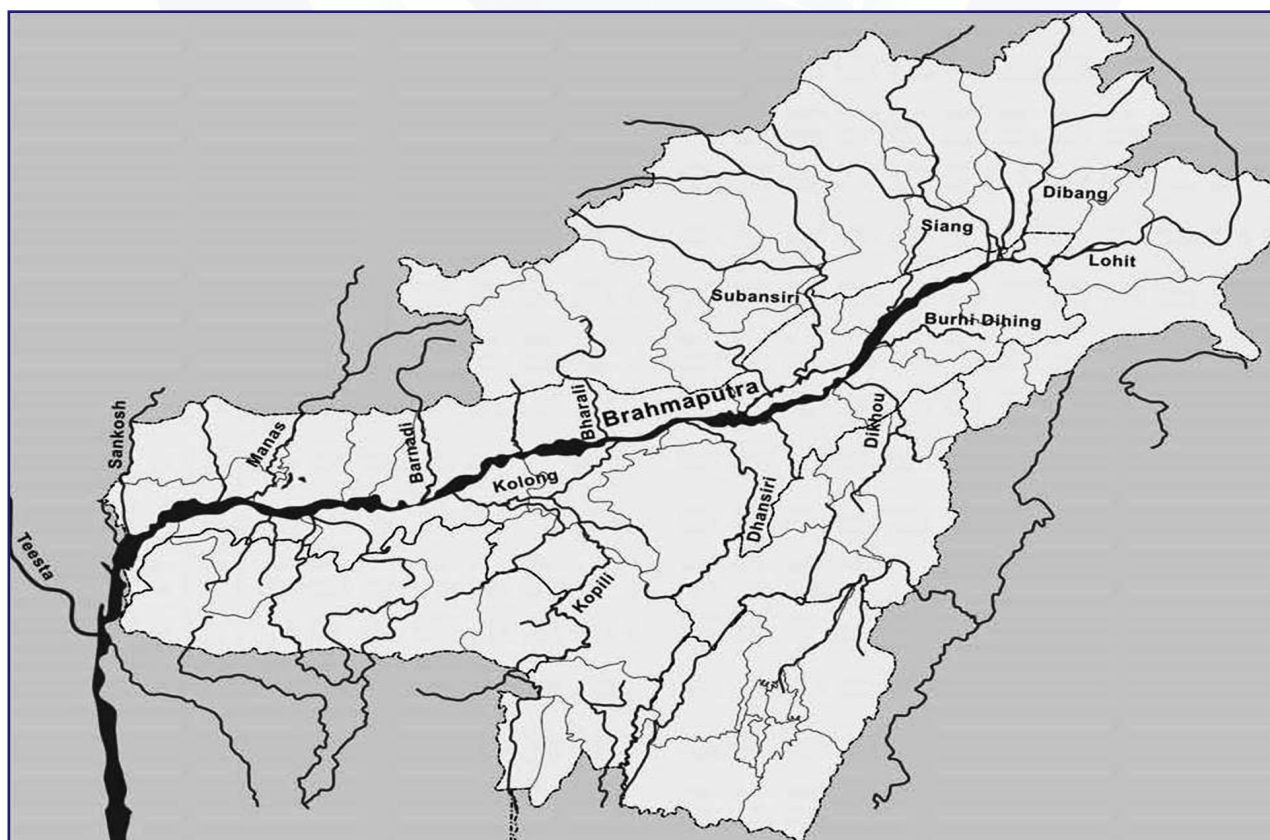 Dibang
Siang
Lohit
Subansiri
Burhi Dihing
Brahmaputra
Bharali
Dikhou
Sankosh
Manas
Barnadi
Kolong
Dhansiri
Teesta
Kopili